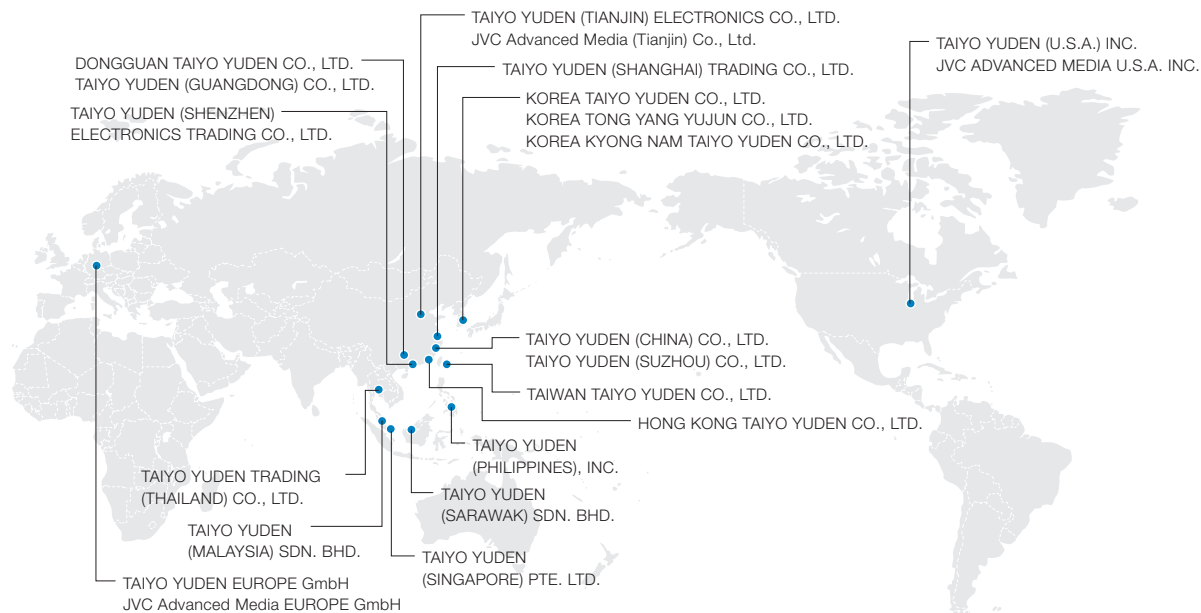 TAIYO YUDEN (TIANJIN) ELECTRONICS CO., LTD.
JVC Advanced Media (Tianjin) Co., Ltd.
TAIYO YUDEN (U.S.A.) INC.
JVC ADVANCED MEDIA U.S.A. INC.
DONGGUAN TAIYO YUDEN CO., LTD.
TAIYO YUDEN (GUANGDONG) CO., LTD.
TAIYO YUDEN (SHANGHAI) TRADING CO., LTD.
TAIYO YUDEN (SHENZHEN)
ELECTRONICS TRADING CO., LTD.
KOREA TAIYO YUDEN CO., LTD.
KOREA TONG YANG YUJUN CO., LTD.
KOREA KYONG NAM TAIYO YUDEN CO., LTD.
TAIYO YUDEN (CHINA) CO., LTD.
TAIYO YUDEN (SUZHOU) CO., LTD.
TAIWAN TAIYO YUDEN CO., LTD.
HONG KONG TAIYO YUDEN CO., LTD.
TAIYO YUDEN
(PHILIPPINES), INC.
TAIYO YUDEN TRADING
(THAILAND) CO., LTD.
TAIYO YUDEN
(SARAWAK) SDN. BHD.
TAIYO YUDEN
(MALAYSIA) SDN. BHD.
TAIYO YUDEN
(SINGAPORE) PTE. LTD.
TAIYO YUDEN EUROPE GmbH
JVC Advanced Media EUROPE GmbH